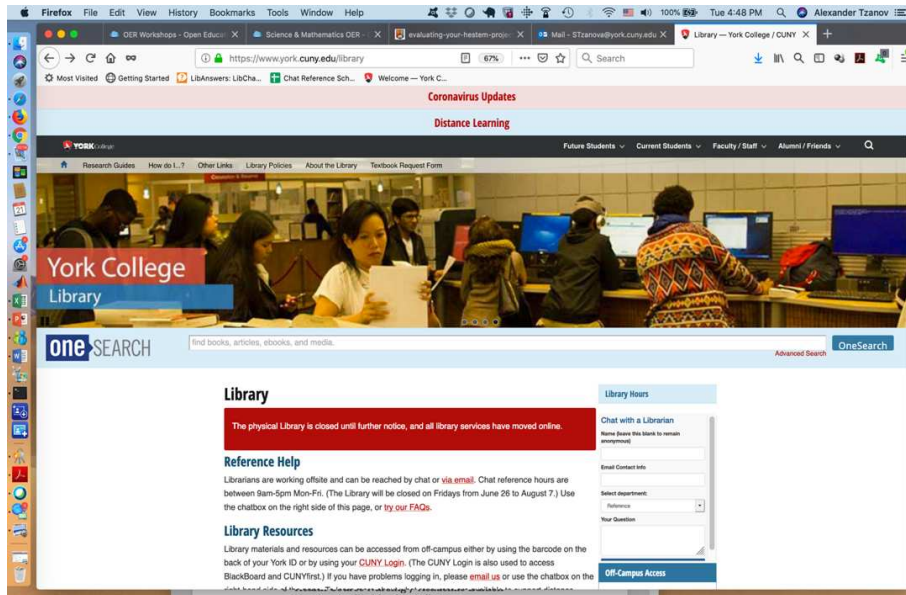 Firefox File Edit View History Bookmarks Tools Window Help 100% Tue 4:48 PM Alexander Tzanov
OER Workshops - Open Educat Science & Mathematics OER - evaluating-your-hestem-proje Mail - STzanova@york.cuny.edu Library — York College / CUNY
https://www.york.cuny.edu/library 67% Search
Most Visited Getting Started LibAnswers: LibCha... Chat Reference Sch... Welcome — York C...
Coronavirus Updates
Distance Learning
YORK College Future Students Current Students Faculty / Staff Alumni / Friends
Research Guides How do I...? Other Links Library Policies About the Library Textbook Request Form
York College
Library
one SEARCH find books, articles, ebooks, and media. OneSearch
Advanced Search
Library
The physical Library is closed until further notice, and all library services have moved online.
Reference Help
Librarians are working offsite and can be reached by chat or via email. Chat reference hours are
between 9am-5pm Mon-Fri. (The Library will be closed on Fridays from June 26 to August 7.) Use
the chatbox on the right side of this page, or try our FAQs.
Library Resources
Library materials and resources can be accessed from off-campus either by using the barcode on the
back of your York ID or by using your CUNY Login. (The CUNY Login is also used to access
BlackBoard and CUNYfirst.) If you have problems logging in, please email us or use the chatbox on the
Library Hours
Chat with a Librarian
Name (leave this blank to remain
anonymous)
Email Contact Info
Select department:
Reference
Your Question
Off-Campus Access